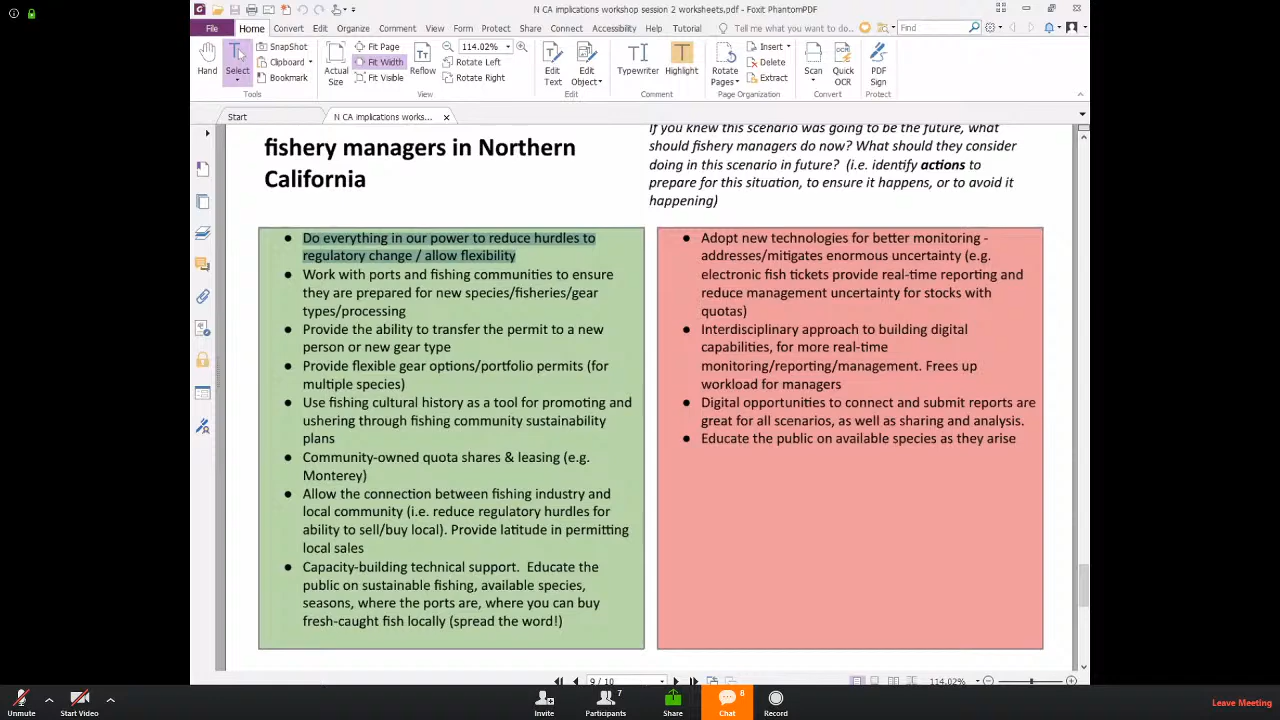 N CA implications workshop session 2 worksheets.pdf - Foxit PhantomPDF
File Home Convert Edit Organize Comment View Form Protect Share Connect Accessibility Help Tutorial Tell me what you want to do... Find
SnapShot
Clipboard
Bookmark
Hand
Select
Tools
Actual Size
Fit Page
Fit Width
Fit Visible
Reflow
114.02%
Rotate Left
Rotate Right
View
Edit Text
Edit Object
Edit
Typewriter
Highlight
Comment
Rotate Pages
Insert
Delete
Extract
Page Organization
Scan
Quick OCR
Convert
PDF Sign
Protect
Start
N CA implications works...
fishery managers in Northern
California
If you knew this scenario was going to be the future, what
should fishery managers do now? What should they consider
doing in this scenario in future? (i.e. identify actions to
prepare for this situation, to ensure it happens, or to avoid it
happening)
● Do everything in our power to reduce hurdles to
regulatory change / allow flexibility
● Work with ports and fishing communities to ensure
they are prepared for new species/fisheries/gear
types/processing
● Provide the ability to transfer the permit to a new
person or new gear type
● Provide flexible gear options/portfolio permits (for
multiple species)
● Use fishing cultural history as a tool for promoting and
ushering through fishing community sustainability
plans
● Community-owned quota shares & leasing (e.g.
Monterey)
● Allow the connection between fishing industry and
local community (i.e. reduce regulatory hurdles for
ability to sell/buy local). Provide latitude in permitting
local sales
● Capacity-building technical support. Educate the
public on sustainable fishing, available species,
seasons, where the ports are, where you can buy
fresh-caught fish locally (spread the word!)
● Adopt new technologies for better monitoring -
addresses/mitigates enormous uncertainty (e.g.
electronic fish tickets provide real-time reporting and
reduce management uncertainty for stocks with
quotas)
● Interdisciplinary approach to building digital
capabilities, for more real-time
monitoring/reporting/management. Frees up
workload for managers
● Digital opportunities to connect and submit reports are
great for all scenarios, as well as sharing and analysis.
● Educate the public on available species as they arise
9 / 10
114.02%
Unmute
Start Video
Invite
Participants 7
Share
Chat 8
Record
Leave Meeting